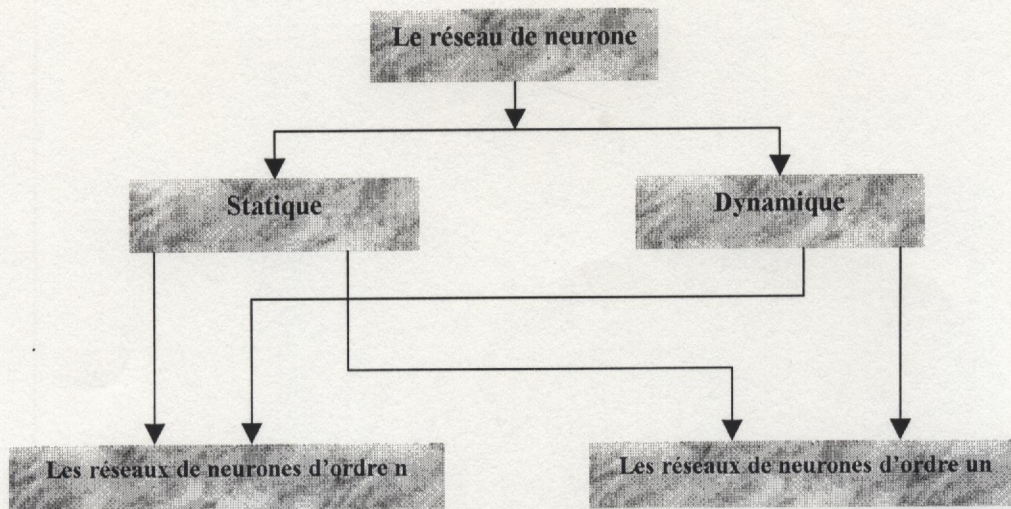 Le réseau de neurone
Statique
Dynamique
Les réseaux de neurones d'ordre n
Les réseaux de neurones d'ordre un